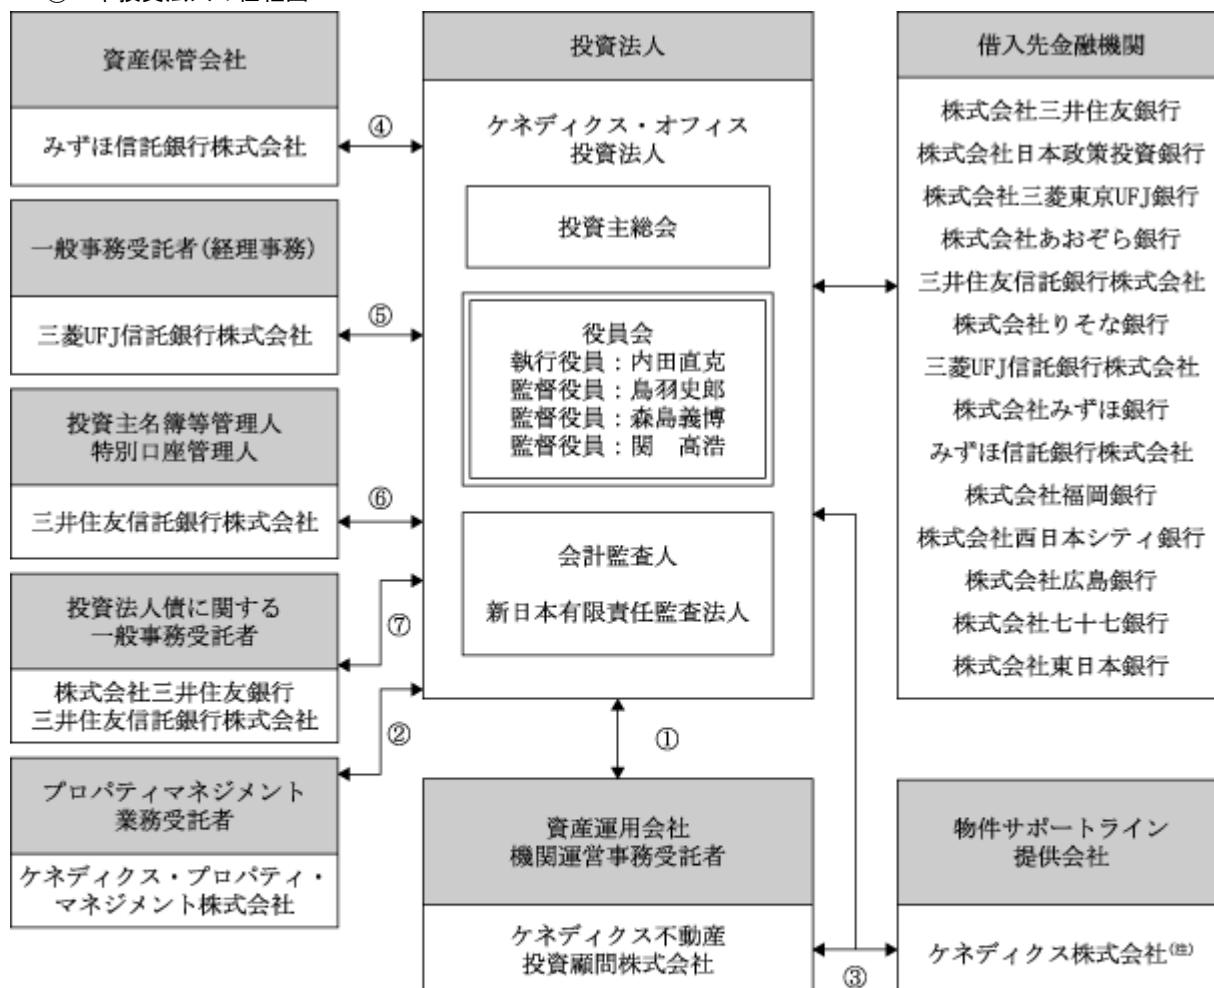 資産保管会社
みずほ信託銀行株式会社
④
一般事務受託者(経理事務)
三菱UFJ信託銀行株式会社
⑤
投資主名簿等管理人
特別口座管理人
三井住友信託銀行株式会社
⑥
投資法人債に関する
一般事務受託者
株式会社三井住友銀行
三井住友信託銀行株式会社
⑦
プロパティマネジメント
業務受託者
ケネディクス・プロパティ・
マネジメント株式会社
②
投資法人
ケネディクス・オフィス
投資法人
投資主総会
役員会
執行役員：内田直克
監督役員：鳥羽史郎
監督役員：森島義博
監督役員：関　高浩
会計監査人
新日本有限責任監査法人
①
資産運用会社
機関運営事務受託者
ケネディクス不動産
投資顧問株式会社
③
借入先金融機関
株式会社三井住友銀行
株式会社日本政策投資銀行
株式会社三菱東京UFJ銀行
株式会社あおぞら銀行
三井住友信託銀行株式会社
株式会社りそな銀行
三菱UFJ信託銀行株式会社
株式会社みずほ銀行
みずほ信託銀行株式会社
株式会社福岡銀行
株式会社西日本シティ銀行
株式会社広島銀行
株式会社七十七銀行
株式会社東日本銀行
物件サポートライン
提供会社
ケネディクス株式会社(注)